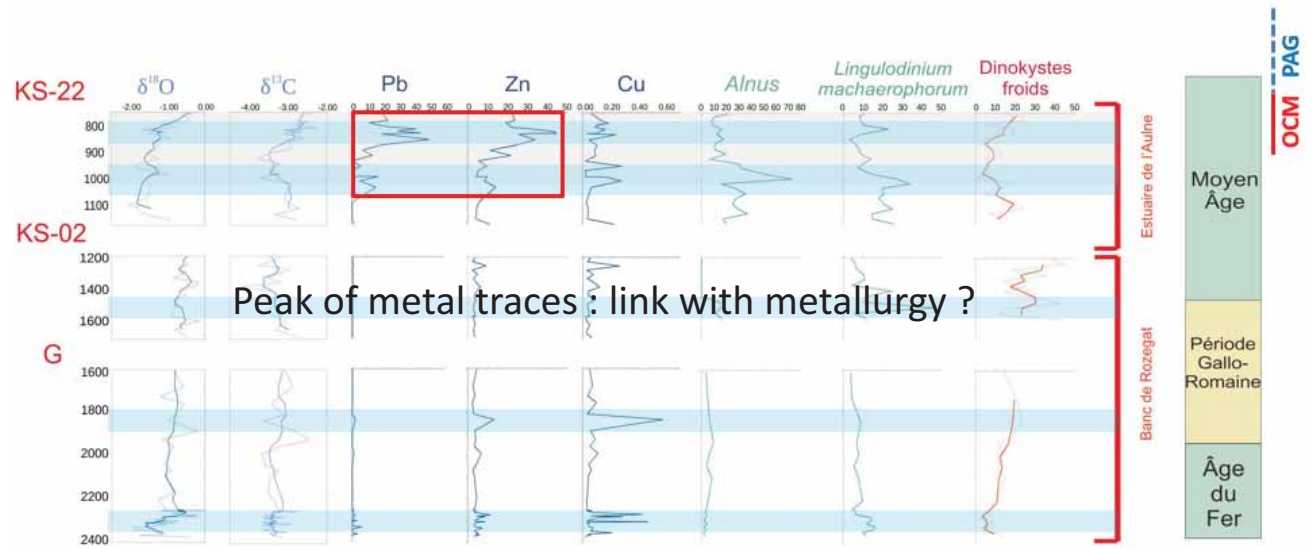 PAG
OCM
δ¹⁸O δ¹³C Pb Zn Cu Alnus Lingulodinium machaerophorum Dinokystes froids
KS-22
-2.00 -1.00 0.00 -4.00 -3.00 -2.00 0 10 20 30 40 50 0 10 20 30 40 50 0.00 0.20 0.40 0.60 0 10 20 30 40 50 60 70 80 0 10 20 30 40 50 0 10 20 30 40 50
800
900
1000
1100
Estuaire de l'Aulne
KS-02
1200
1400
1600
Peak of metal traces : link with metallurgy ?
G
1600
1800
2000
2200
2400
Banc de Rozegat
Moyen
Âge
Période
Gallo-
Romaine
Âge
du
Fer